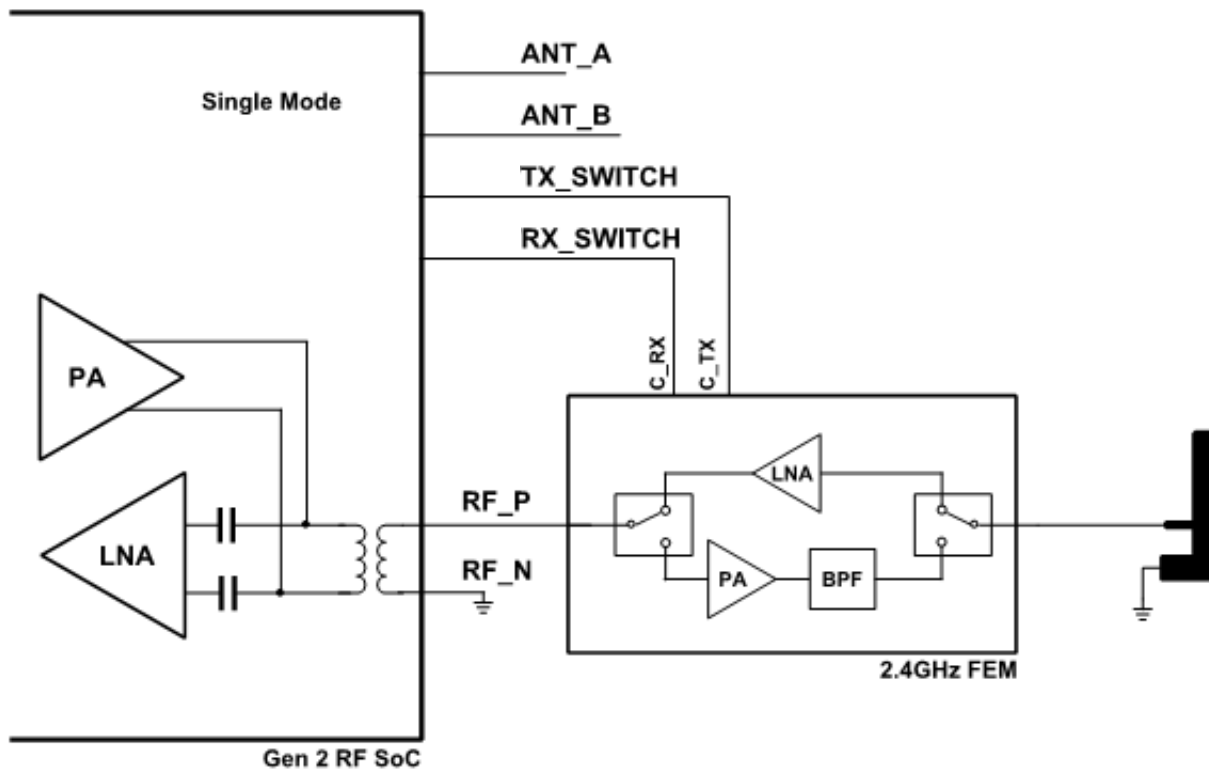 ANT_A
Single Mode
ANT_B
TX_SWITCH
RX_SWITCH
C_RX
C_TX
PA
LNA
RF_P
RF_N
LNA
PA
BPF
2.4GHz FEM
Gen 2 RF SoC